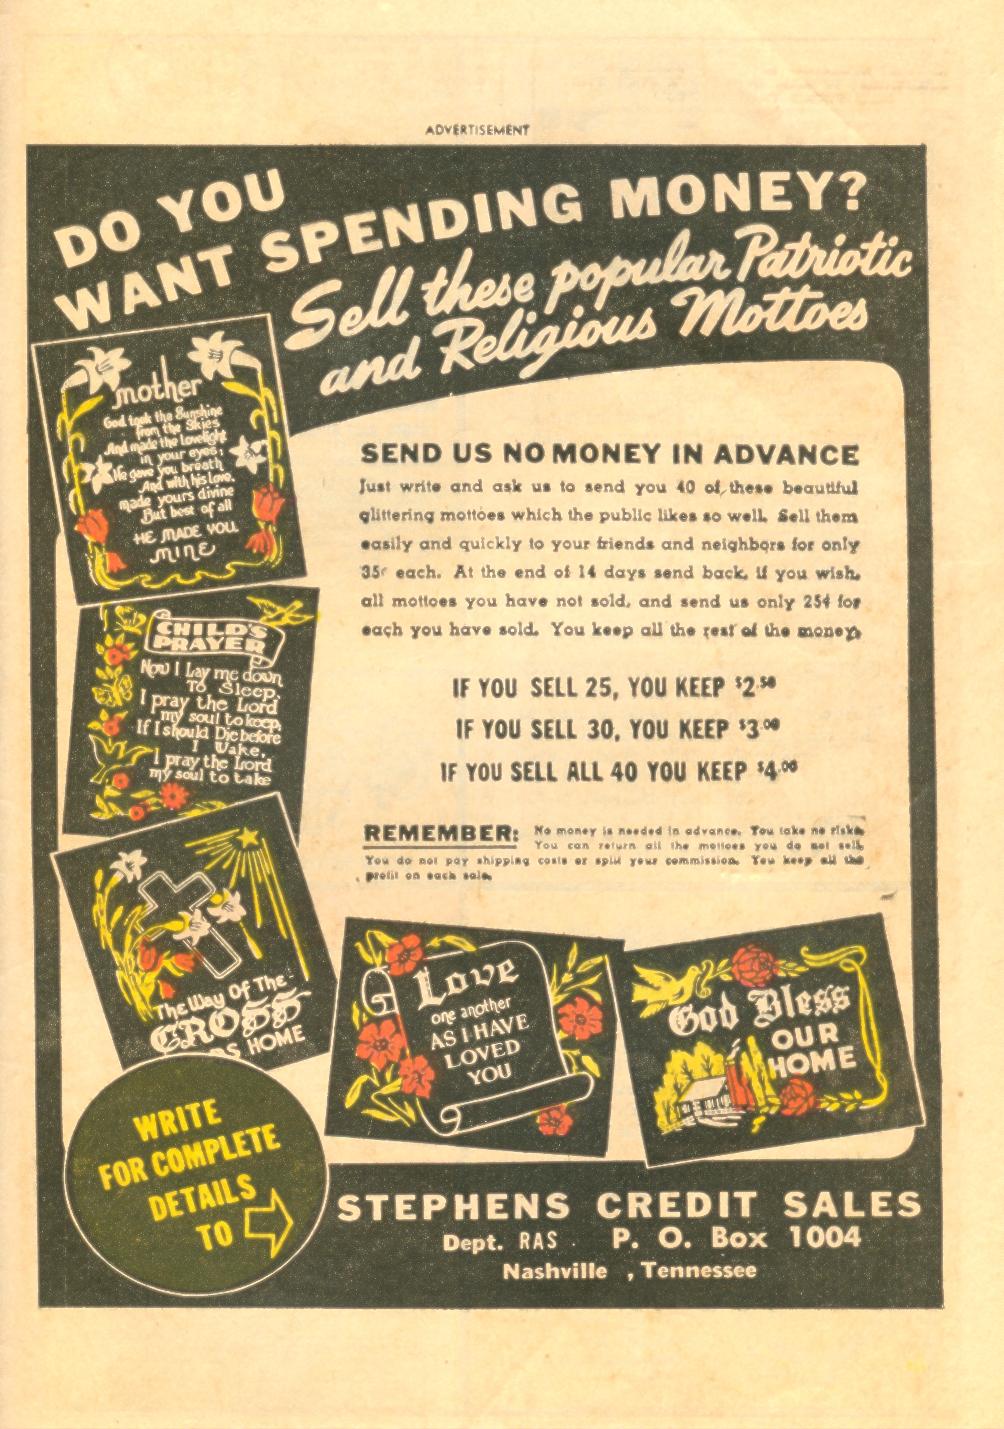 ADVERTISEMENT
DO YOU
WANT SPENDING MONEY?
Sell these popular Patriotic
and Religious Mottoes
mother
God took the Sunshine
from the Skies
And made the Lovelight
in your eyes;
He gave you breath
And with his love,
made yours divine
But best of all
HE MADE YOU
MINE
SEND US NO MONEY IN ADVANCE
Just write and ask us to send you 40 of these beautiful
glittering mottoes which the public likes so well. Sell them
easily and quickly to your friends and neighbors for only
35¢ each. At the end of 14 days send back, if you wish,
all mottoes you have not sold, and send us only 25¢ for
each you have sold. You keep all the rest of the money.
CHILD'S
PRAYER
Now I Lay me down
To Sleep,
I pray the Lord
my soul to keep,
If I should Die before
I Wake,
I pray the Lord
my soul to take
IF YOU SELL 25, YOU KEEP $2.50
IF YOU SELL 30, YOU KEEP $3.00
IF YOU SELL ALL 40 YOU KEEP $4.00
REMEMBER: No money is needed in advance. You take no risks.
You can return all the mottoes you do not sell.
You do not pay shipping costs or split your commission. You keep all the
profit on each sale.
The Way Of The
CROSS
HOME
Love
one another
AS I HAVE
LOVED
YOU
God Bless
OUR
HOME
WRITE
FOR COMPLETE
DETAILS
TO
STEPHENS CREDIT SALES
Dept. RAS . P. O. Box 1004
Nashville , Tennessee